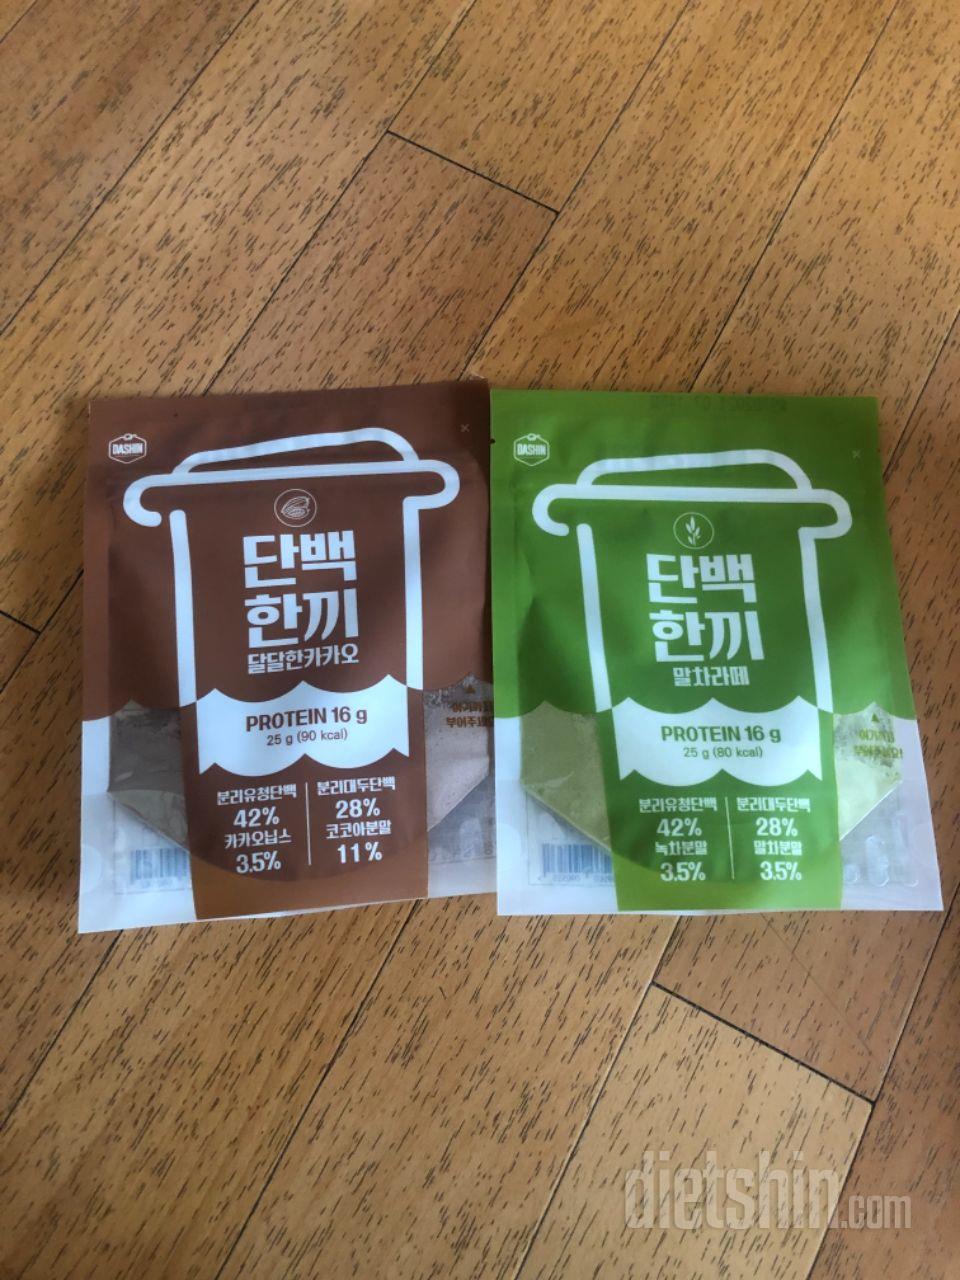 DASHIN
단백
한끼
달달한카카오
PROTEIN 16 g
25 g (90 kcal)
분리유청단백
42%
카카오닙스
3.5%
분리대두단백
28%
코코아분말
11%
DASHIN
단백
한끼
말차라떼
PROTEIN 16 g
25 g (80 kcal)
분리유청단백
42%
녹차분말
3.5%
분리대두단백
28%
말차분말
3.5%
dietshin.com